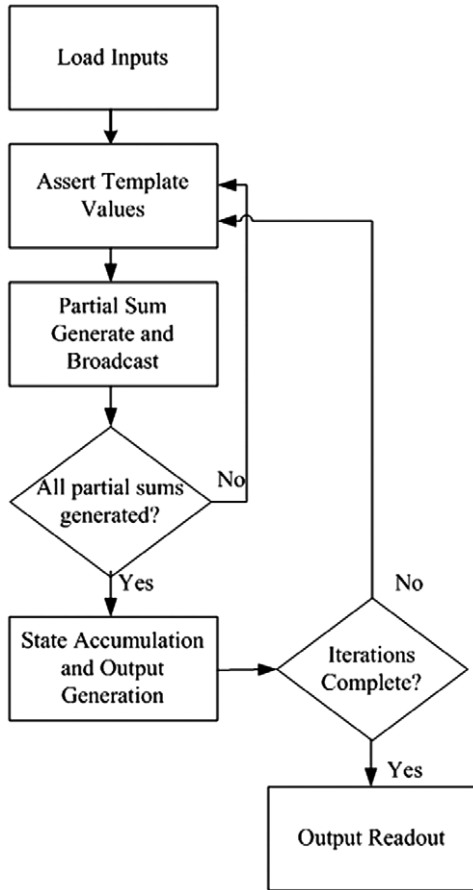 Load Inputs
Assert Template
Values
Partial Sum
Generate and
Broadcast
All partial sums
generated?
No
Yes
State Accumulation
and Output
Generation
Iterations
Complete?
No
Yes
Output Readout